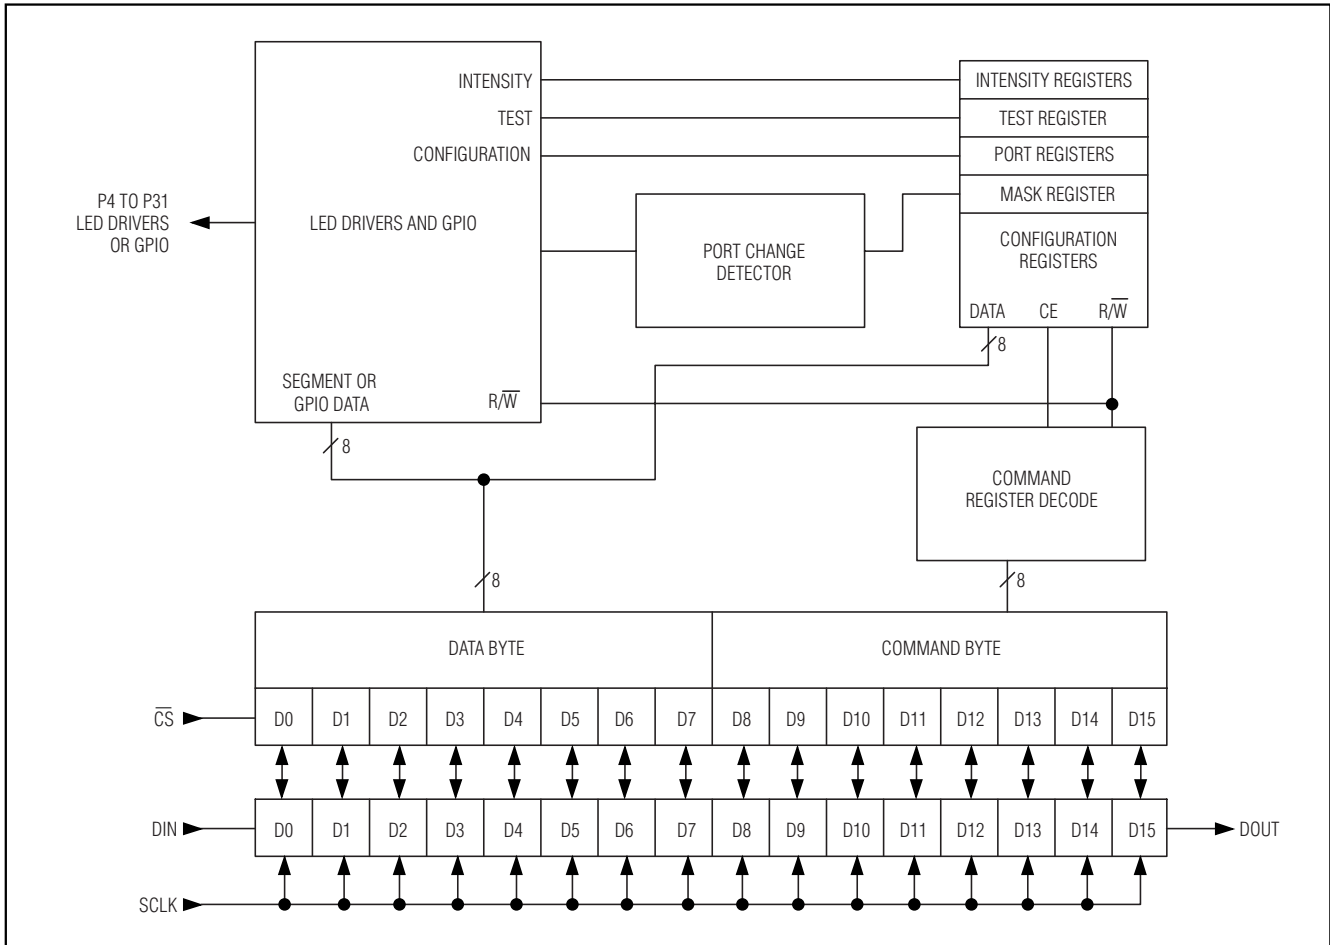 INTENSITY
TEST
CONFIGURATION
LED DRIVERS AND GPIO
SEGMENT OR
GPIO DATA
R/W̅
8
P4 TO P31
LED DRIVERS
OR GPIO
PORT CHANGE
DETECTOR
INTENSITY REGISTERS
TEST REGISTER
PORT REGISTERS
MASK REGISTER
CONFIGURATION
REGISTERS
DATA CE R/W̅
8
COMMAND
REGISTER DECODE
8
8
DATA BYTE COMMAND BYTE
C̅S̅ D0 D1 D2 D3 D4 D5 D6 D7 D8 D9 D10 D11 D12 D13 D14 D15
DIN D0 D1 D2 D3 D4 D5 D6 D7 D8 D9 D10 D11 D12 D13 D14 D15 DOUT
SCLK